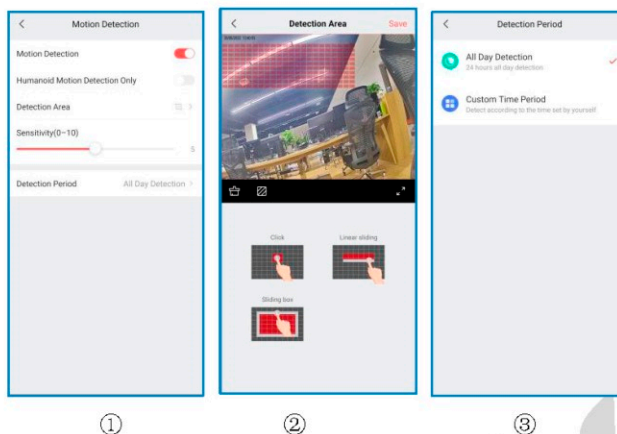 Motion Detection
Motion Detection
Humanoid Motion Detection Only
Detection Area
Sensitivity(0~10)
5
Detection Period
All Day Detection
①
Detection Area
Save
Click
Linear sliding
Sliding box
②
Detection Period
All Day Detection
24 hours all day detection
Custom Time Period
Detect according to the time set by yourself
③